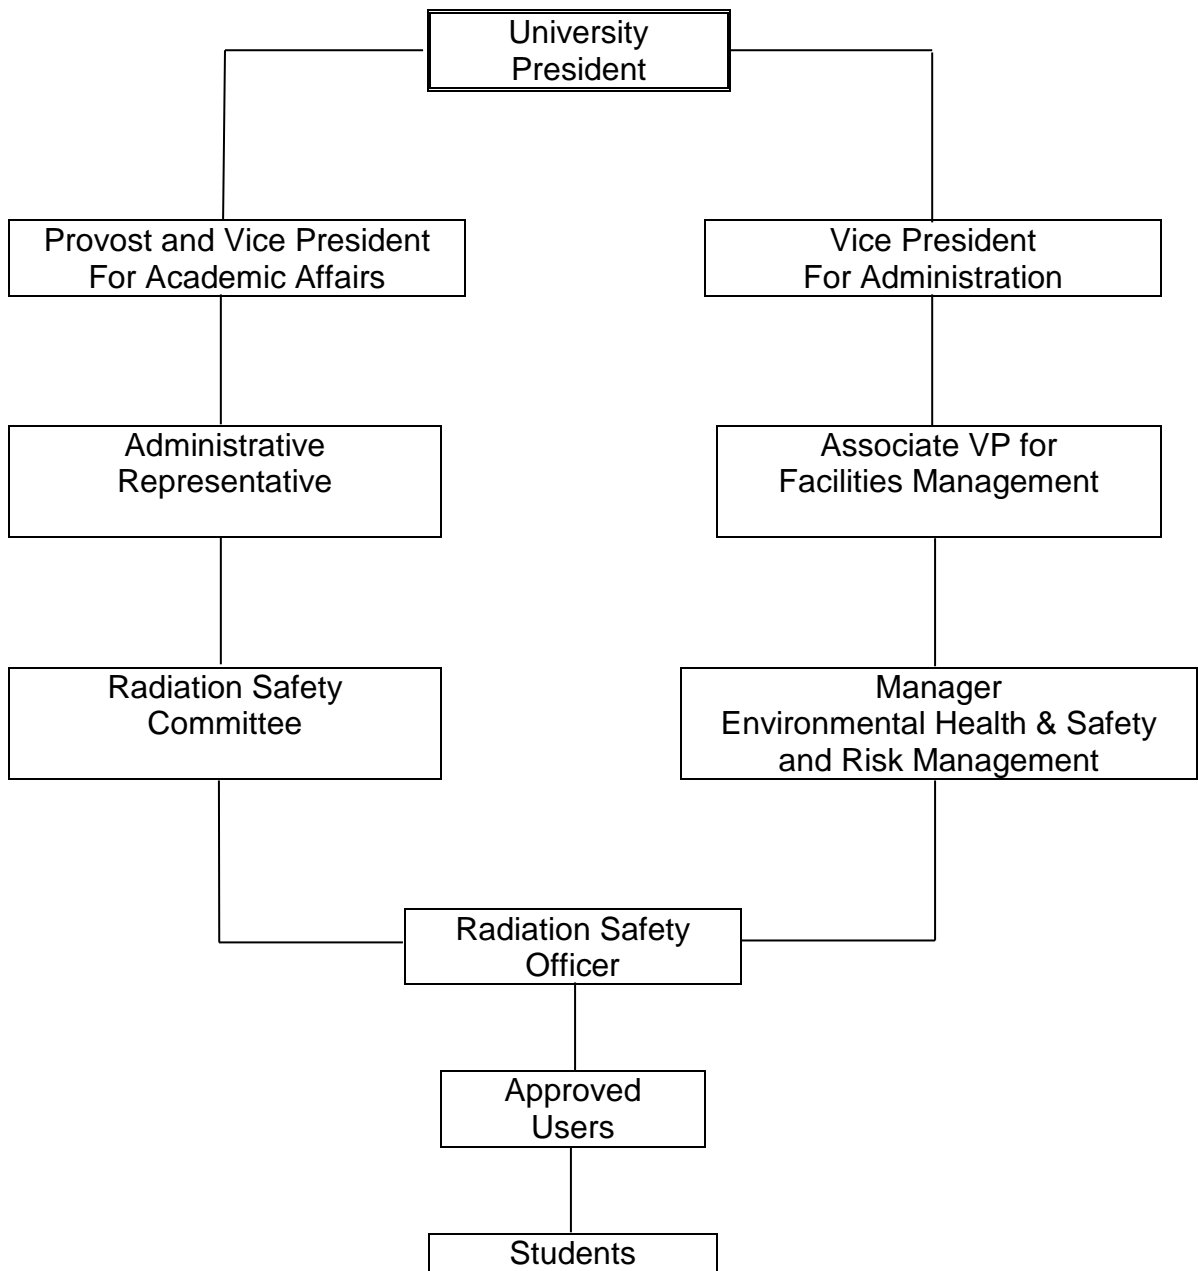 University
President
Provost and Vice President
For Academic Affairs
Vice President
For Administration
Administrative
Representative
Associate VP for
Facilities Management
Radiation Safety
Committee
Manager
Environmental Health & Safety
and Risk Management
Radiation Safety
Officer
Approved
Users
Students